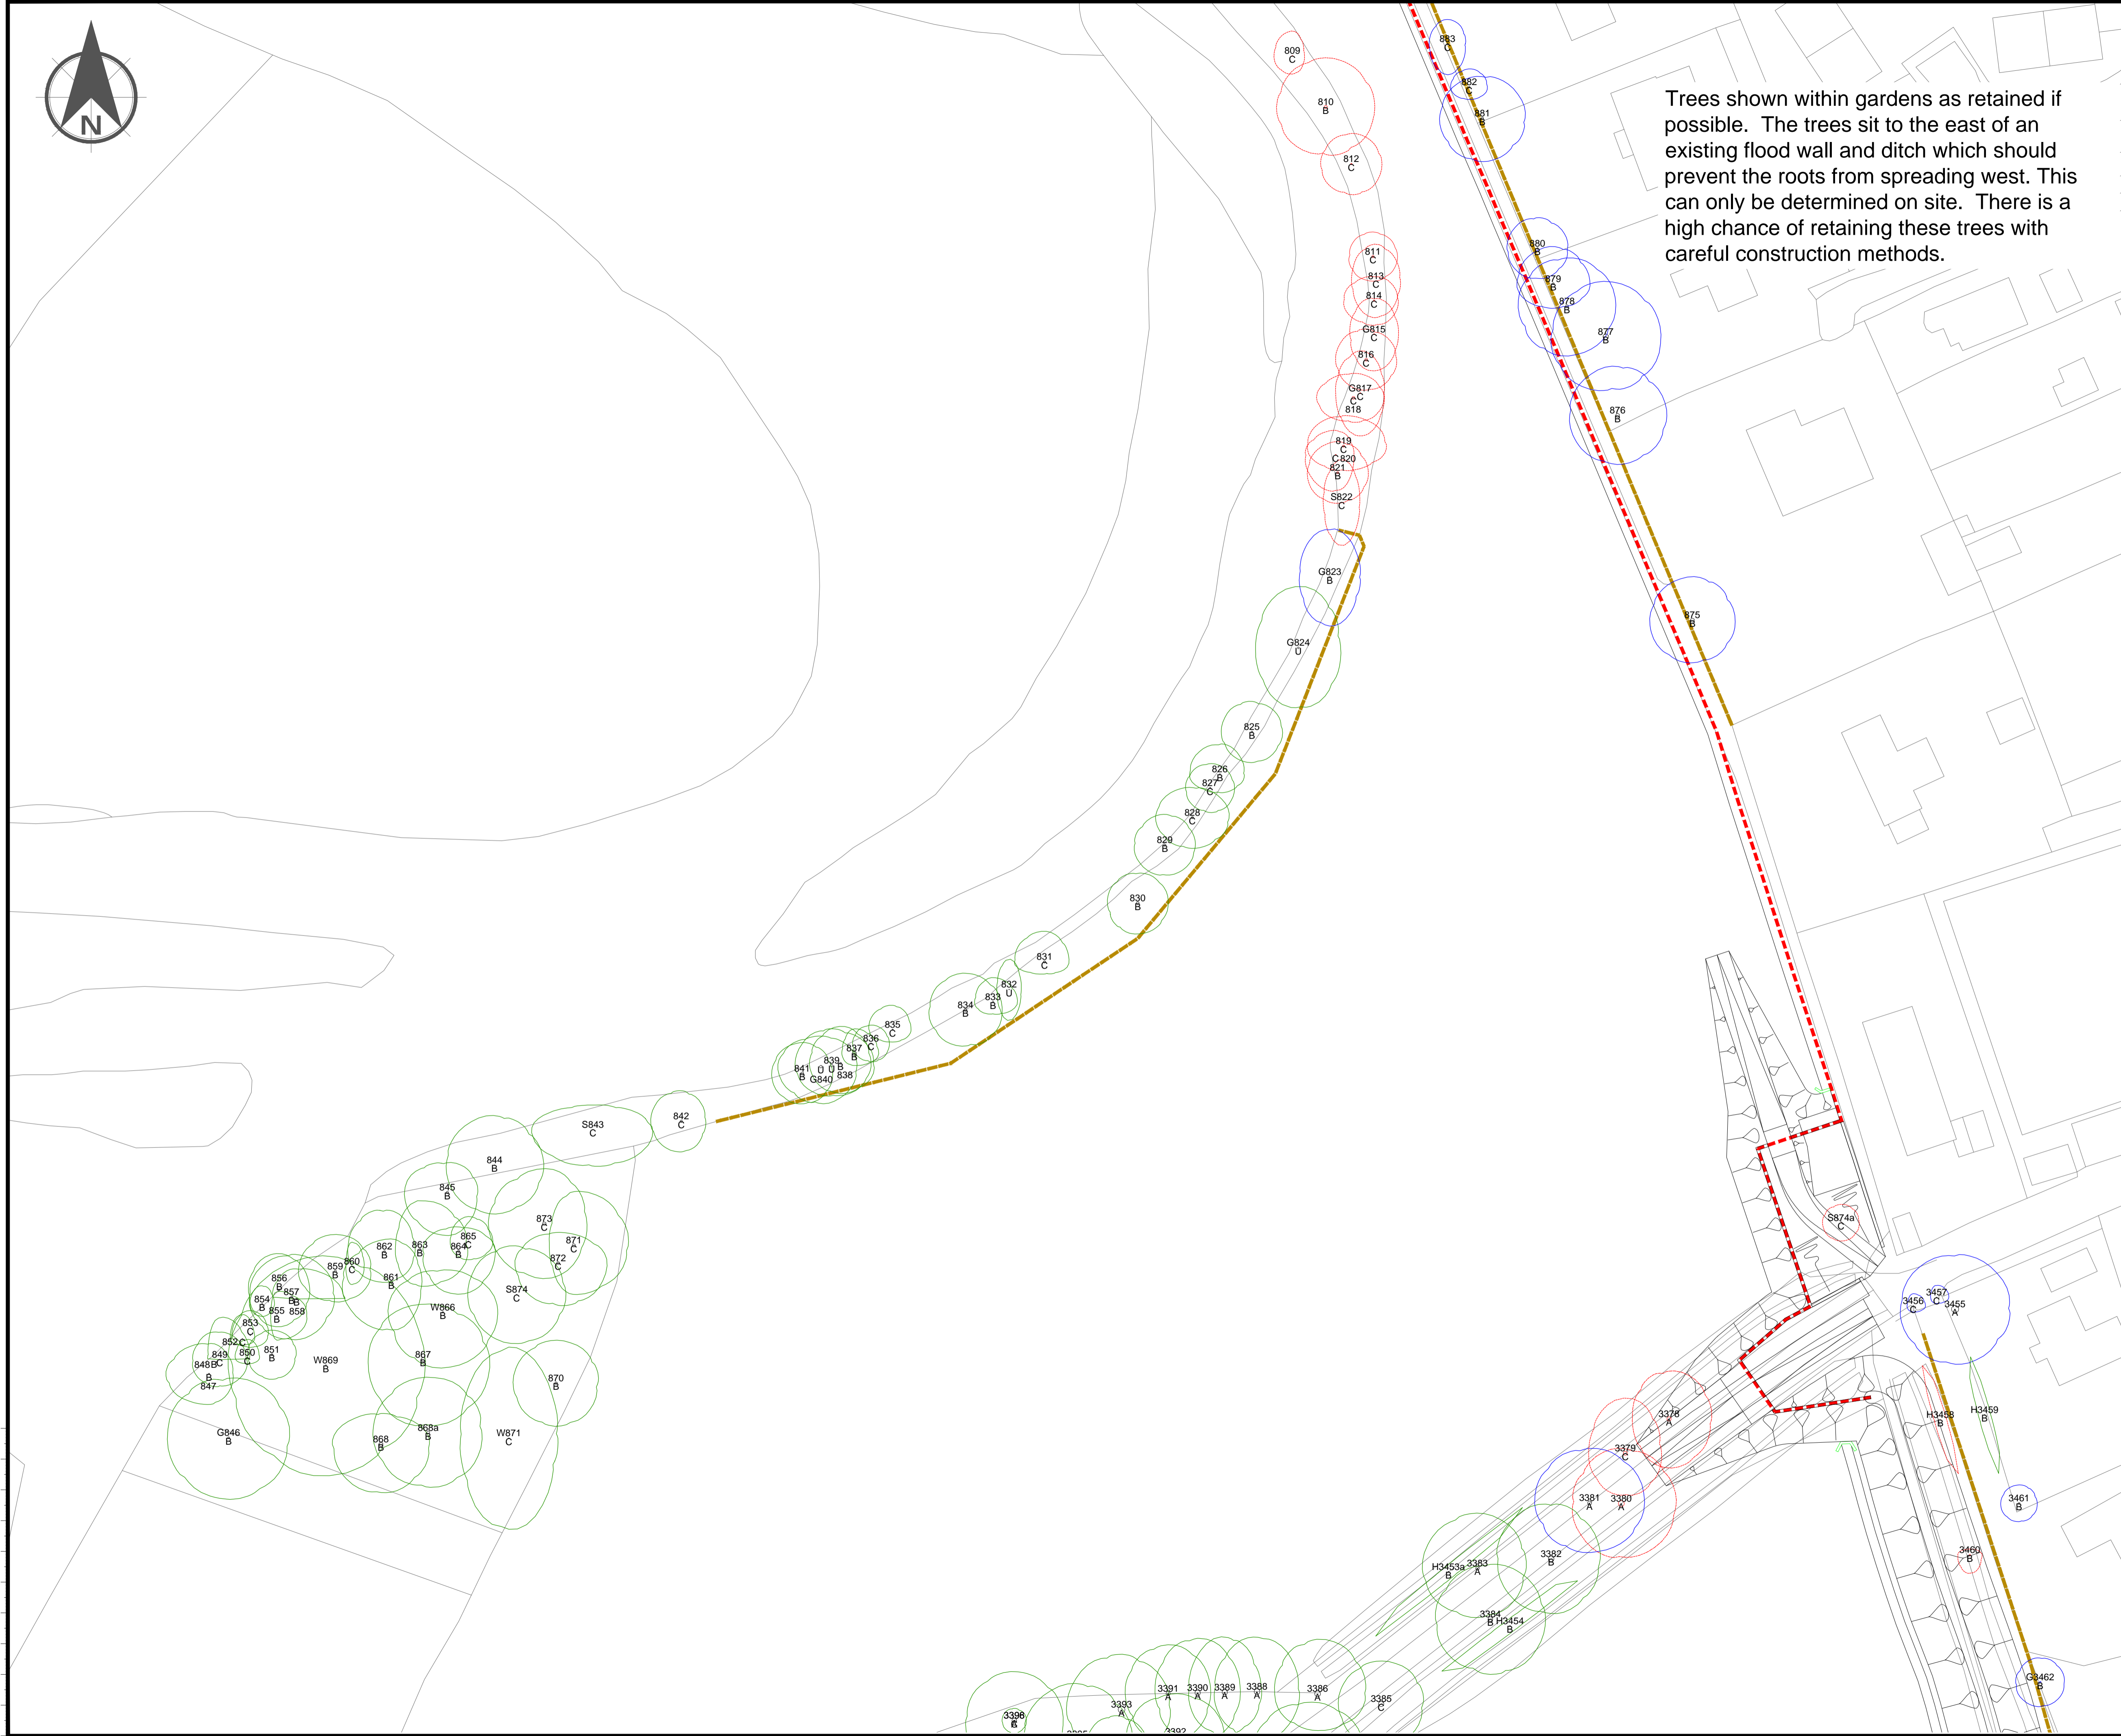 N
Trees shown within gardens as retained if
possible. The trees sit to the east of an
existing flood wall and ditch which should
prevent the roots from spreading west. This
can only be determined on site. There is a
high chance of retaining these trees with
careful construction methods.
809
C
810
B
812
C
811
C
813
C
814
C
G815
C
816
C
G817
C
C
818
819
C
C820
821
B
S822
C
G823
B
G824
U
825
B
826
B
827
C
828
C
829
B
830
B
831
C
832
U
833
B
834
B
835
C
836
C
837
B
839
B
U U
838
G840
841
B
842
C
S843
C
844
B
845
B
873
C
871
C
872
C
865
C
864
B
863
B
862
B
861
B
860
C
859
B
856
B
857
B
B
858
854
B
855
B
853
C
852
C
850
C
851
B
849
C
848B
B
847
G846
B
W869
B
W866
B
867
B
S874
C
870
B
868
B
868a
B
W871
C
883
C
882
C
881
B
880
B
879
B
878
B
877
B
876
B
875
B
S874a
C
3456
C
3457
C
3455
A
H3458
B
H3459
B
3461
B
3460
B
G3462
B
3378
A
3379
C
3381
A
3380
A
3382
B
3383
A
H3453a
B
3384
B
H3454
B
3385
C
3386
A
3388
A
3389
A
3390
A
3391
A
3393
A
3392